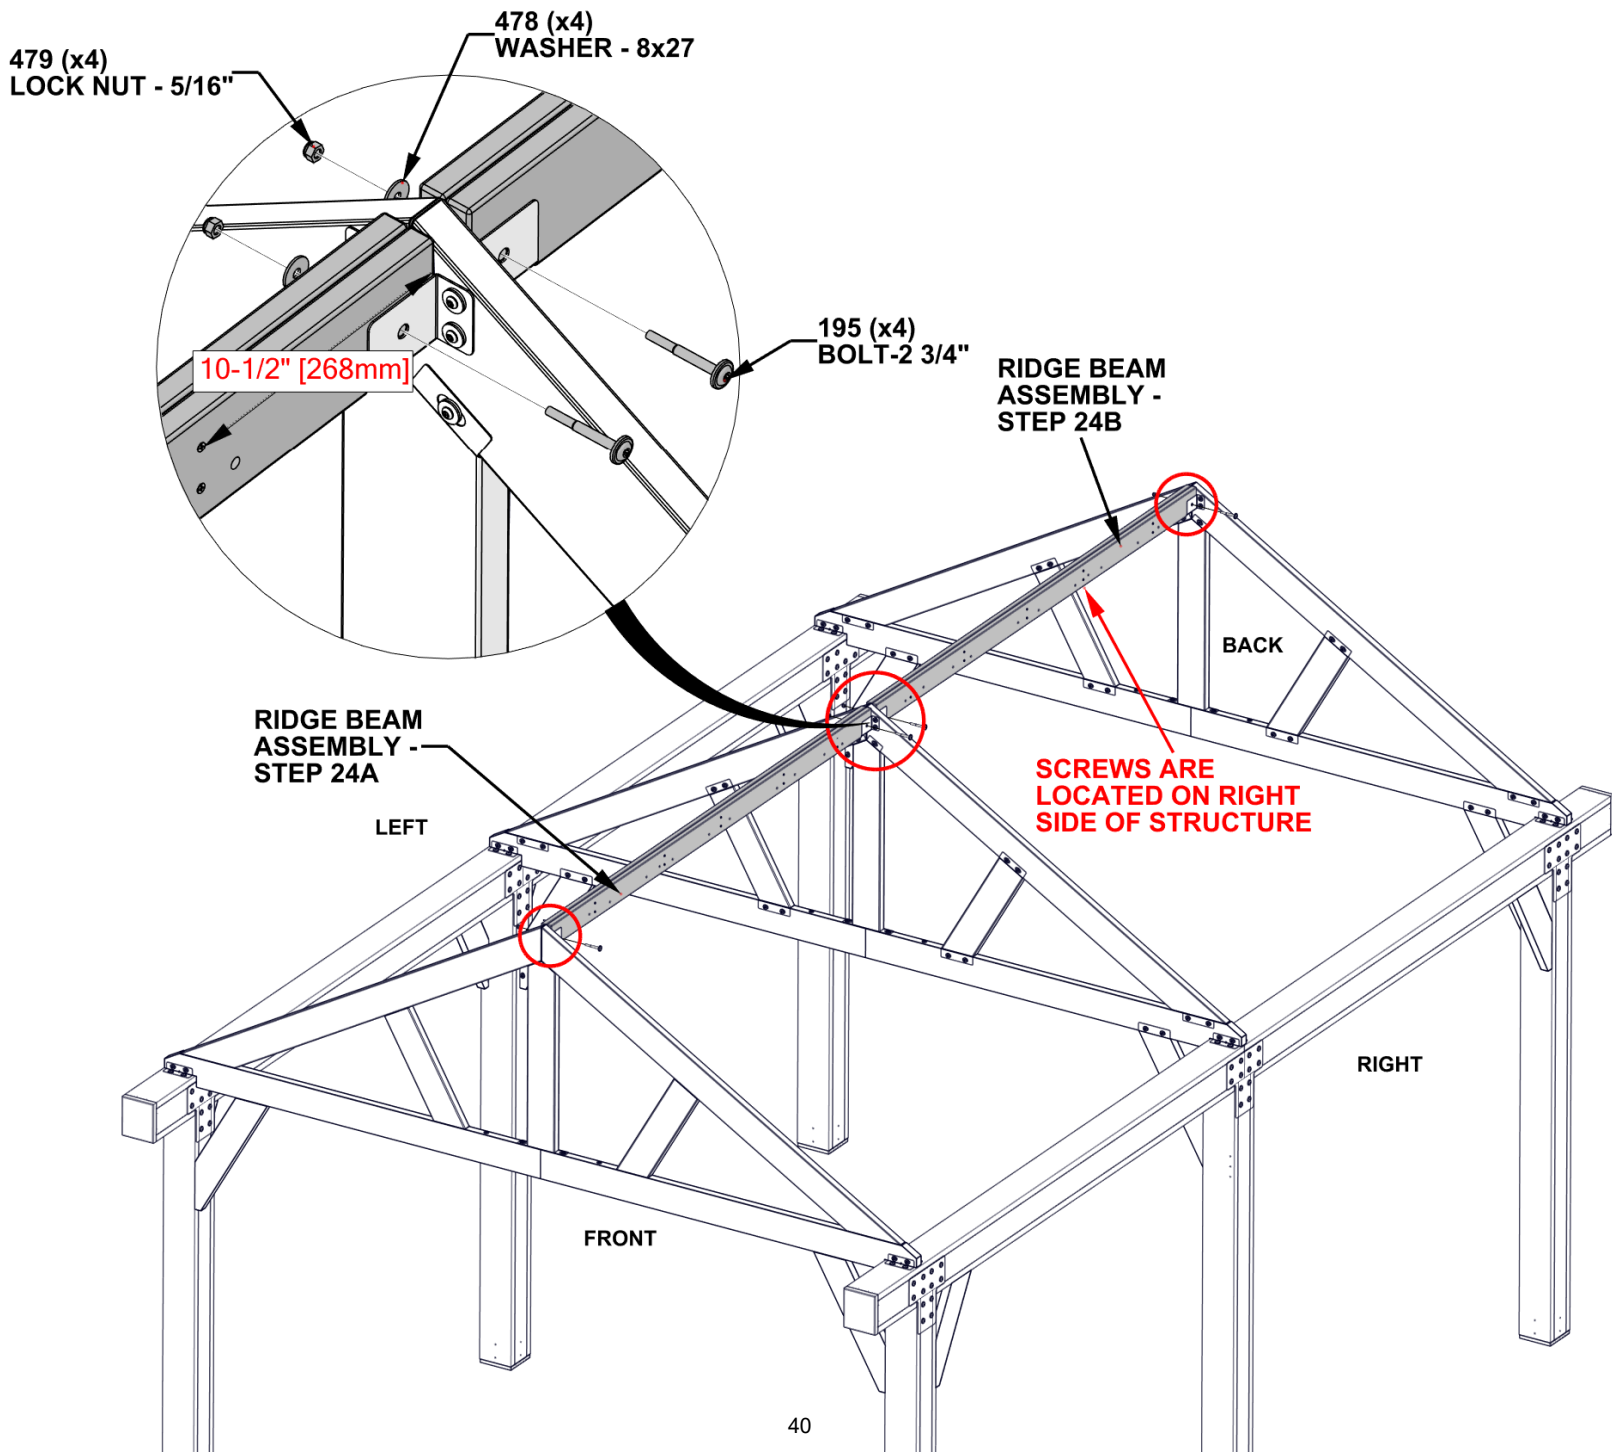 478 (x4)
WASHER - 8x27
479 (x4)
LOCK NUT - 5/16"
195 (x4)
BOLT-2 3/4"
10-1/2" [268mm]
RIDGE BEAM
ASSEMBLY -
STEP 24B
BACK
RIDGE BEAM
ASSEMBLY -
STEP 24A
SCREWS ARE
LOCATED ON RIGHT
SIDE OF STRUCTURE
LEFT
RIGHT
FRONT
40